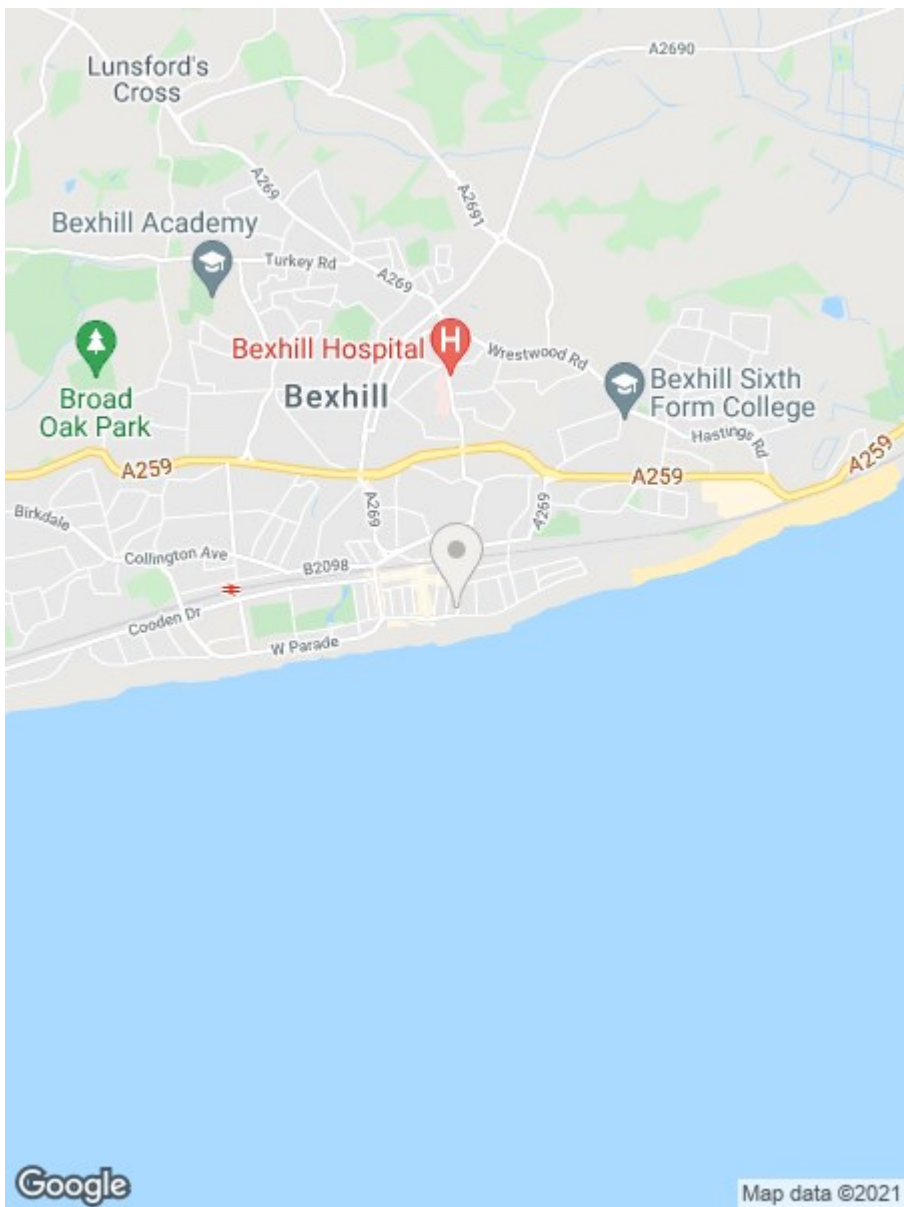 A2690
Lunsford's
Cross
A269
A2691
Bexhill Academy
Turkey Rd
A269
Bexhill Hospital
H
Wrestwood Rd
Bexhill Sixth
Form College
Broad
Oak Park
Bexhill
Hastings Rd
A259
A259
A259
Birkdale
A269
A269
Collington Ave
B2098
Cooden Dr
W Parade
Google
Map data ©2021